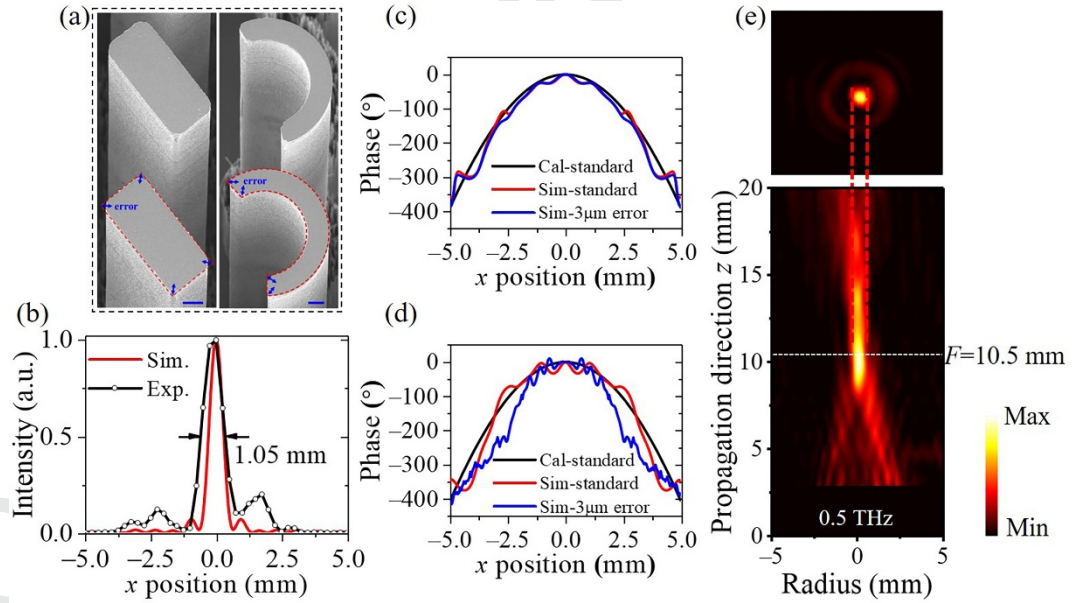 (a)
error
error
(b)
Intensity (a.u.)
1.0
0.5
0.0
Sim.
Exp.
1.05 mm
−5.0 −2.5 0.0 2.5 5.0
x position (mm)
(c)
Phase (°)
0
−100
−200
−300
−400
Cal-standard
Sim-standard
Sim-3μm error
−5.0 −2.5 0.0 2.5 5.0
x position (mm)
(d)
Phase (°)
0
−100
−200
−300
−400
Cal-standard
Sim-standard
Sim-3μm error
−5.0 −2.5 0.0 2.5 5.0
x position (mm)
(e)
Propagation direction z (mm)
20
15
10
5
0
F=10.5 mm
0.5 THz
−5 0 5
Radius (mm)
Max
Min